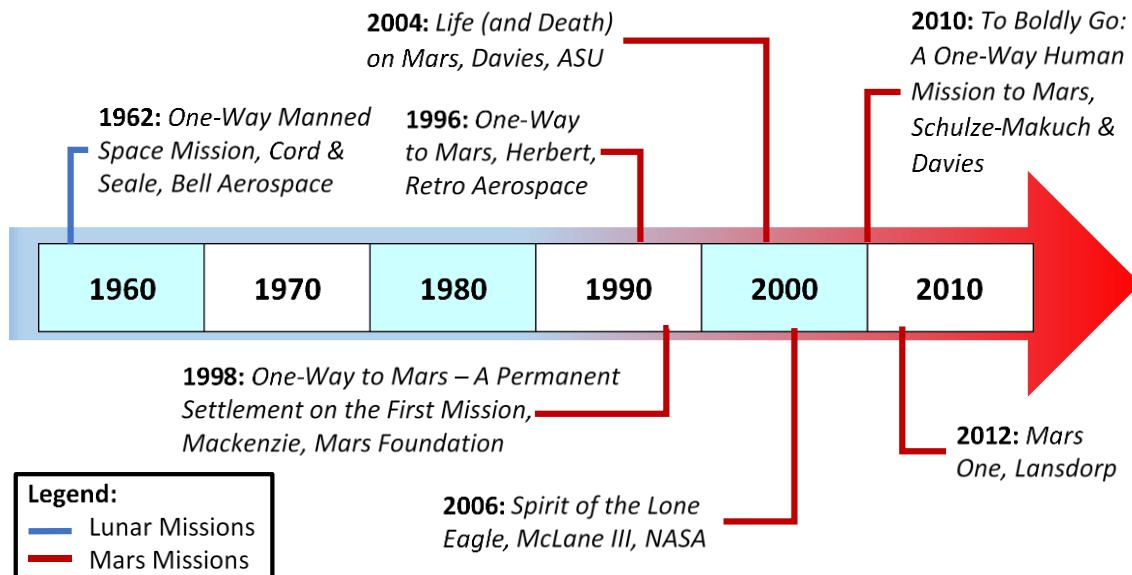 2004: Life (and Death)
on Mars, Davies, ASU
2010: To Boldly Go:
A One-Way Human
Mission to Mars,
Schulze-Makuch &
Davies
1962: One-Way Manned
Space Mission, Cord &
Seale, Bell Aerospace
1996: One-Way
to Mars, Herbert,
Retro Aerospace
1960
1970
1980
1990
2000
2010
1998: One-Way to Mars – A Permanent
Settlement on the First Mission,
Mackenzie, Mars Foundation
2012: Mars
One, Lansdorp
2006: Spirit of the Lone
Eagle, McLane III, NASA
Legend:
Lunar Missions
Mars Missions